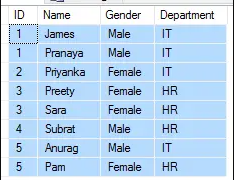 ID Name Gender Department
1 James Male IT
1 Pranaya Male IT
2 Priyanka Female IT
3 Preety Female HR
3 Sara Female HR
4 Subrat Male HR
5 Anurag Male IT
5 Pam Female HR